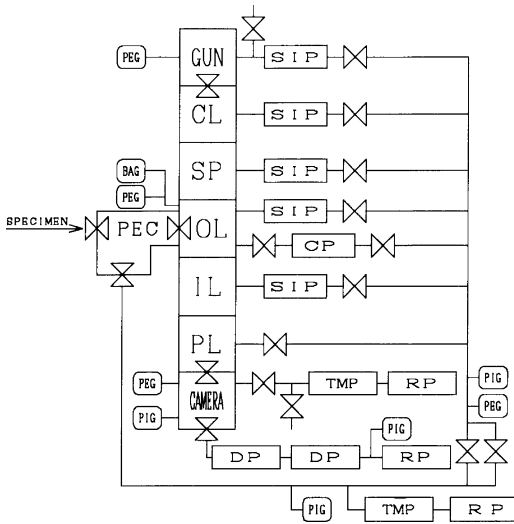 PEG GUN SIP
CL SIP
BAG SP SIP
PEG
SPECIMEN PEC OL SIP
CP
IL SIP
PL
PEG CAMERA TMP RP PIG
PIG PEG
PIG
DP DP RP
PIG TMP RP